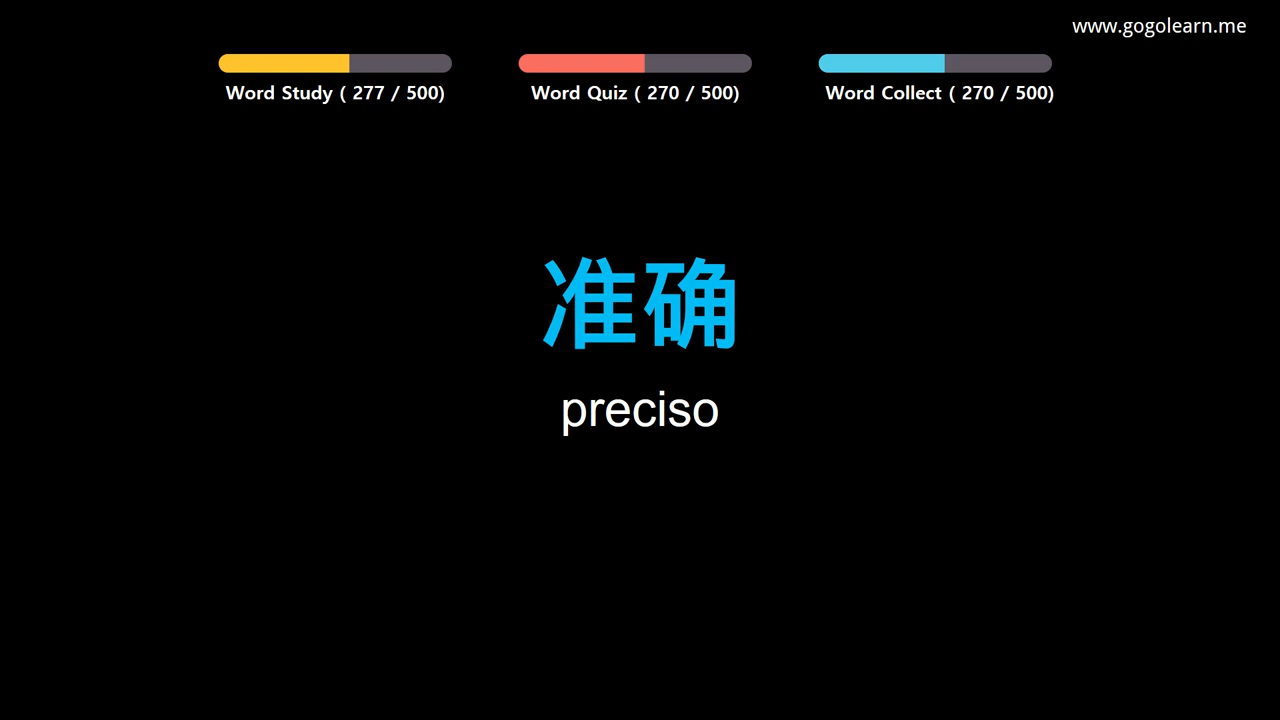 www.gogolearn.me
Word Study ( 277 / 500)
Word Quiz ( 270 / 500)
Word Collect ( 270 / 500)
准确
preciso